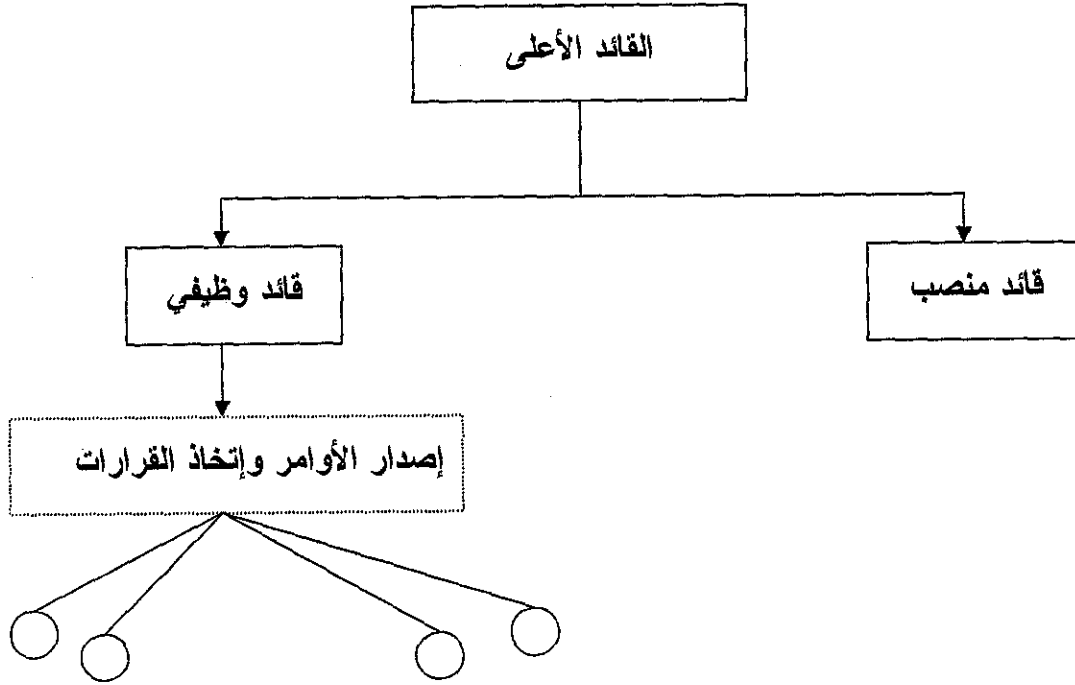 القائد الأعلى
قائد منصب
قائد وظيفي
إصدار الأوامر وإتخاذ القرارات